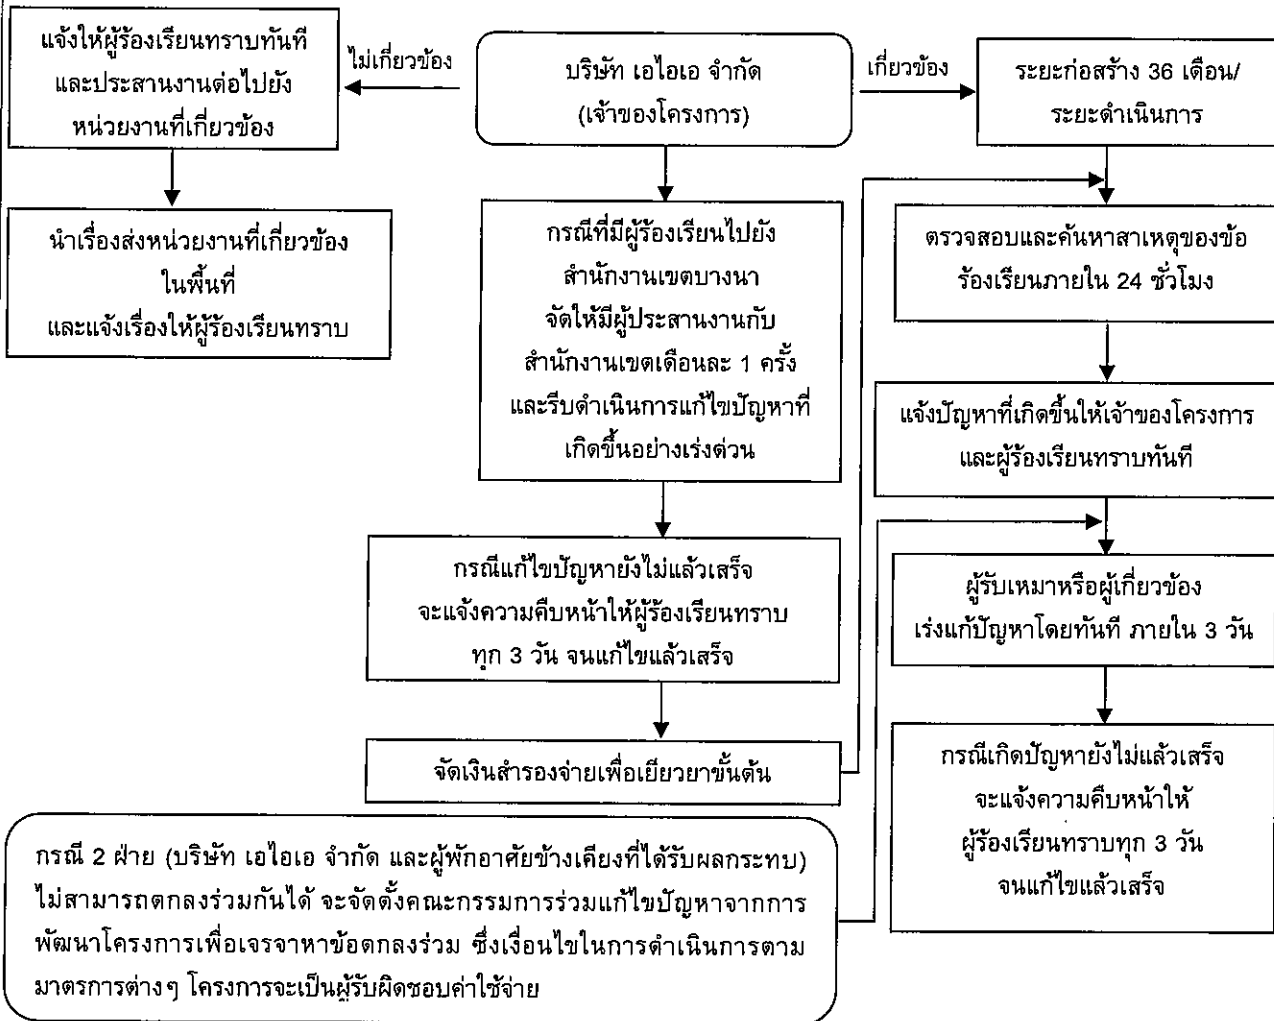 แจ้งให้ผู้ร้องเรียนทราบทันที
และประสานงานต่อไปยัง
หน่วยงานที่เกี่ยวข้อง
ไม่เกี่ยวข้อง
บริษัท เอไอเอ จำกัด
(เจ้าของโครงการ)
เกี่ยวข้อง
ระยะก่อสร้าง 36 เดือน/
ระยะดำเนินการ
นำเรื่องส่งหน่วยงานที่เกี่ยวข้อง
ในพื้นที่
และแจ้งเรื่องให้ผู้ร้องเรียนทราบ
กรณีที่มีผู้ร้องเรียนไปยัง
สำนักงานเขตบางนา
จัดให้มีผู้ประสานงานกับ
สำนักงานเขตเดือนละ 1 ครั้ง
และรีบดำเนินการแก้ไขปัญหาที่
เกิดขึ้นอย่างเร่งด่วน
ตรวจสอบและค้นหาสาเหตุของข้อ
ร้องเรียนภายใน 24 ชั่วโมง
แจ้งปัญหาที่เกิดขึ้นให้เจ้าของโครงการ
และผู้ร้องเรียนทราบทันที
กรณีแก้ไขปัญหายังไม่แล้วเสร็จ
จะแจ้งความคืบหน้าให้ผู้ร้องเรียนทราบ
ทุก 3 วัน จนแก้ไขแล้วเสร็จ
ผู้รับเหมาหรือผู้เกี่ยวข้อง
เร่งแก้ปัญหาโดยทันที ภายใน 3 วัน
จัดเงินสำรองจ่ายเพื่อเยียวยาขั้นต้น
กรณีเกิดปัญหายังไม่แล้วเสร็จ
จะแจ้งความคืบหน้าให้
ผู้ร้องเรียนทราบทุก 3 วัน
จนแก้ไขแล้วเสร็จ
กรณี 2 ฝ่าย (บริษัท เอไอเอ จำกัด และผู้พักอาศัยข้างเคียงที่ได้รับผลกระทบ)
ไม่สามารถตกลงร่วมกันได้ จะจัดตั้งคณะกรรมการร่วมแก้ไขปัญหาจากการ
พัฒนาโครงการเพื่อเจรจาหาข้อตกลงร่วม ซึ่งเงื่อนไขในการดำเนินการตาม
มาตรการต่างๆ โครงการจะเป็นผู้รับผิดชอบค่าใช้จ่าย